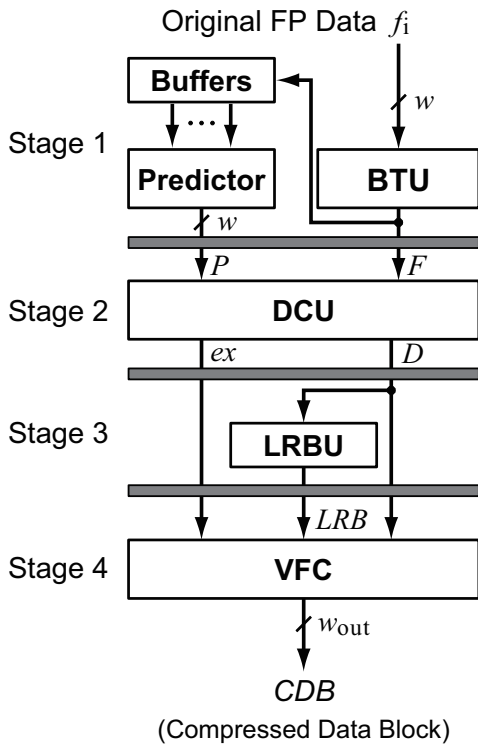 Original FP Data fi
Buffers
w
...
Stage 1
Predictor
BTU
w
P
F
Stage 2
DCU
ex
D
Stage 3
LRBU
LRB
Stage 4
VFC
wout
CDB
(Compressed Data Block)